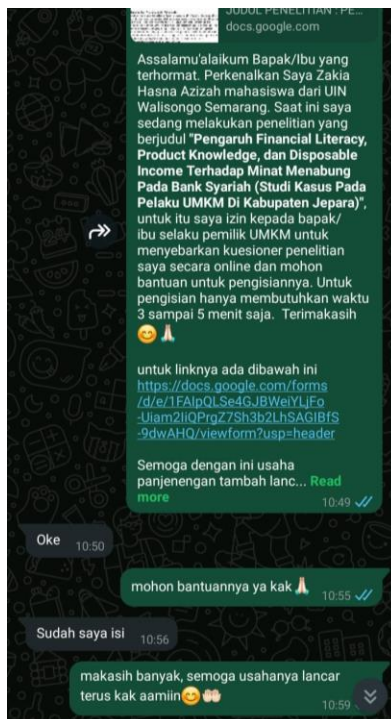 JUDUL PENELITIAN : PE...
docs.google.com
Assalamu'alaikum Bapak/Ibu yang
terhormat. Perkenalkan Saya Zakia
Hasna Azizah mahasiswa dari UIN
Walisongo Semarang. Saat ini saya
sedang melakukan penelitian yang
berjudul "Pengaruh Financial Literacy,
Product Knowledge, dan Disposable
Income Terhadap Minat Menabung
Pada Bank Syariah (Studi Kasus Pada
Pelaku UMKM Di Kabupaten Jepara)",
untuk itu saya izin kepada bapak/
ibu selaku pemilik UMKM untuk
menyebarkan kuesioner penelitian
saya secara online dan mohon
bantuan untuk pengisiannya. Untuk
pengisian hanya membutuhkan waktu
3 sampai 5 menit saja. Terimakasih
😊🙏🏻
untuk linknya ada dibawah ini
https://docs.google.com/forms
/d/e/1FAIpQLSe4GJBWeiYLjFo
-Uiam2IiQPrgZ7Sh3b2LhSAGIBfS
-9dwAHQ/viewform?usp=header
Semoga dengan ini usaha
panjenengan tambah lanc... Read
more
10:49
Oke 10:50
mohon bantuannya ya kak🙏🏻 10:55
Sudah saya isi 10:56
makasih banyak, semoga usahanya lancar
terus kak aamiin😊🤲🏻 10:59